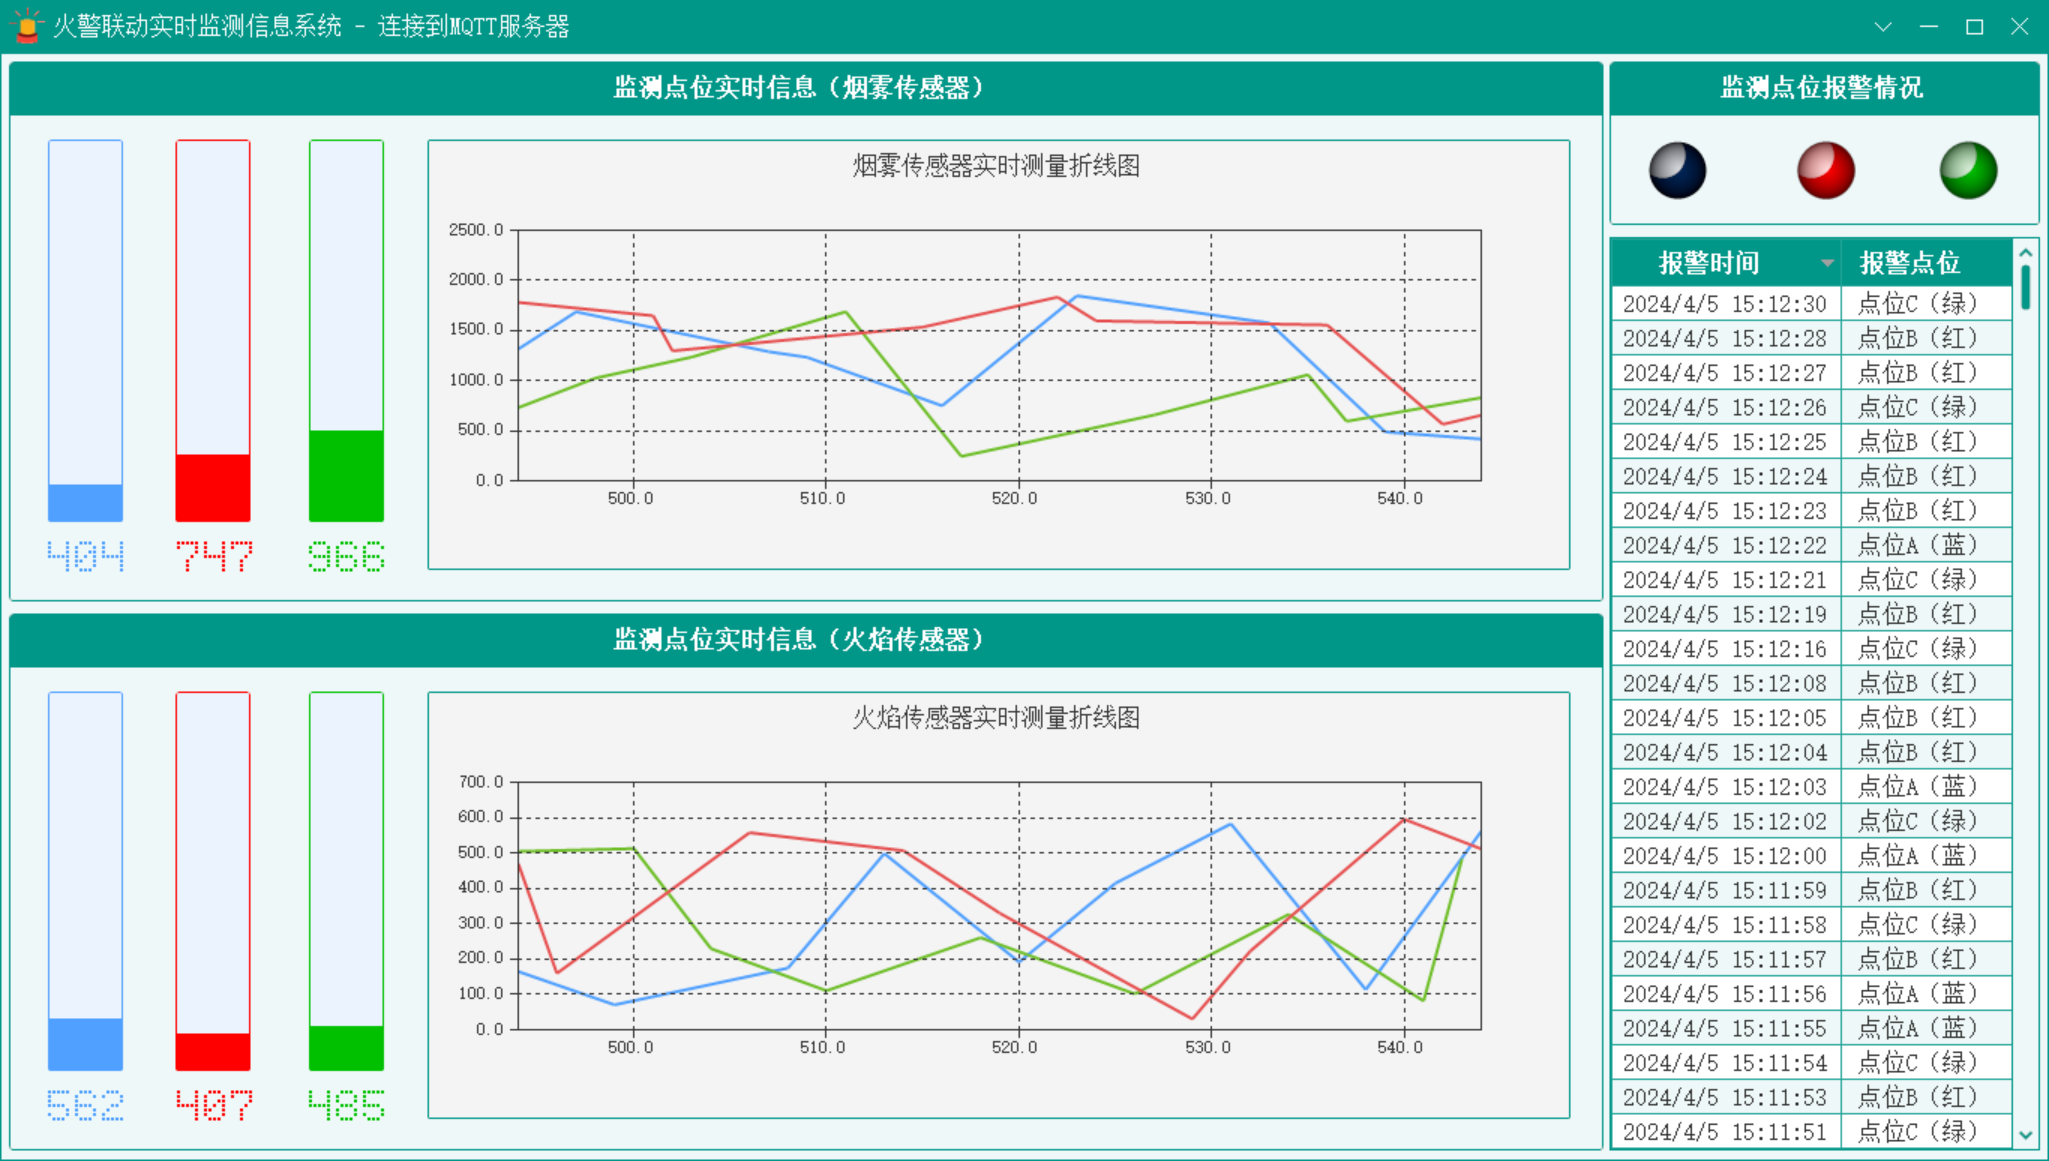 火警联动实时监测信息系统 - 连接到MQTT服务器
监测点位实时信息（烟雾传感器）
404
747
966
烟雾传感器实时测量折线图
2500.0
2000.0
1500.0
1000.0
500.0
0.0
500.0 510.0 520.0 530.0 540.0
监测点位实时信息（火焰传感器）
562
407
485
火焰传感器实时测量折线图
700.0
600.0
500.0
400.0
300.0
200.0
100.0
0.0
500.0 510.0 520.0 530.0 540.0
监测点位报警情况
报警时间 报警点位
2024/4/5 15:12:30 点位C（绿）
2024/4/5 15:12:28 点位B（红）
2024/4/5 15:12:27 点位B（红）
2024/4/5 15:12:26 点位C（绿）
2024/4/5 15:12:25 点位B（红）
2024/4/5 15:12:24 点位B（红）
2024/4/5 15:12:23 点位B（红）
2024/4/5 15:12:22 点位A（蓝）
2024/4/5 15:12:21 点位C（绿）
2024/4/5 15:12:19 点位B（红）
2024/4/5 15:12:16 点位C（绿）
2024/4/5 15:12:08 点位B（红）
2024/4/5 15:12:05 点位B（红）
2024/4/5 15:12:04 点位B（红）
2024/4/5 15:12:03 点位A（蓝）
2024/4/5 15:12:02 点位C（绿）
2024/4/5 15:12:00 点位A（蓝）
2024/4/5 15:11:59 点位B（红）
2024/4/5 15:11:58 点位C（绿）
2024/4/5 15:11:57 点位B（红）
2024/4/5 15:11:56 点位A（蓝）
2024/4/5 15:11:55 点位A（蓝）
2024/4/5 15:11:54 点位C（绿）
2024/4/5 15:11:53 点位B（红）
2024/4/5 15:11:51 点位C（绿）